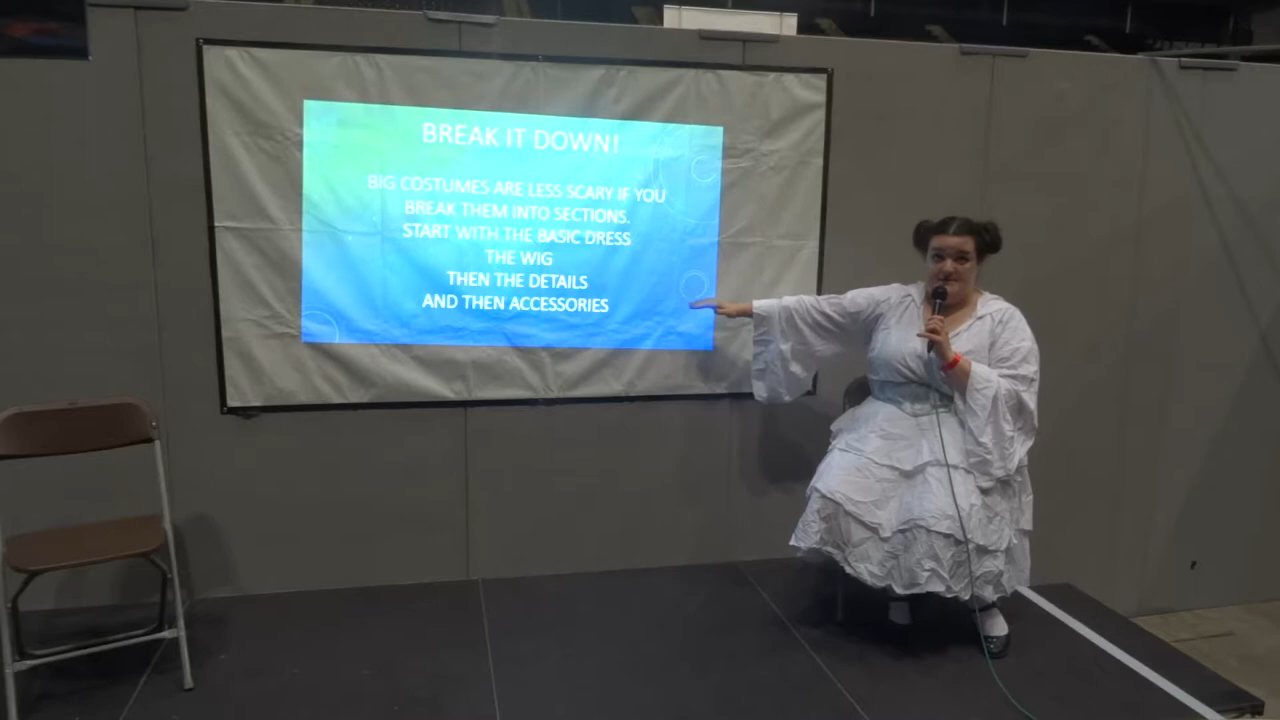 BREAK IT DOWN!
BIG COSTUMES ARE LESS SCARY IF YOU
BREAK THEM INTO SECTIONS.
START WITH THE BASIC DRESS
THE WIG
THEN THE DETAILS
AND THEN ACCESSORIES